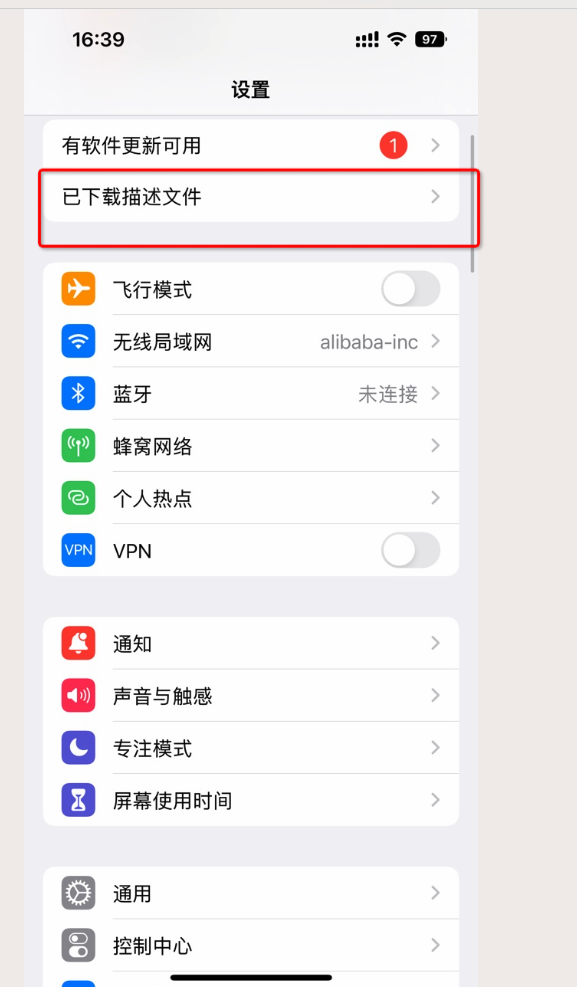 16:39 97
设置
有软件更新可用 1
已下载描述文件
飞行模式
无线局域网 alibaba-inc
蓝牙 未连接
蜂窝网络
个人热点
VPN VPN
通知
声音与触感
专注模式
屏幕使用时间
通用
控制中心